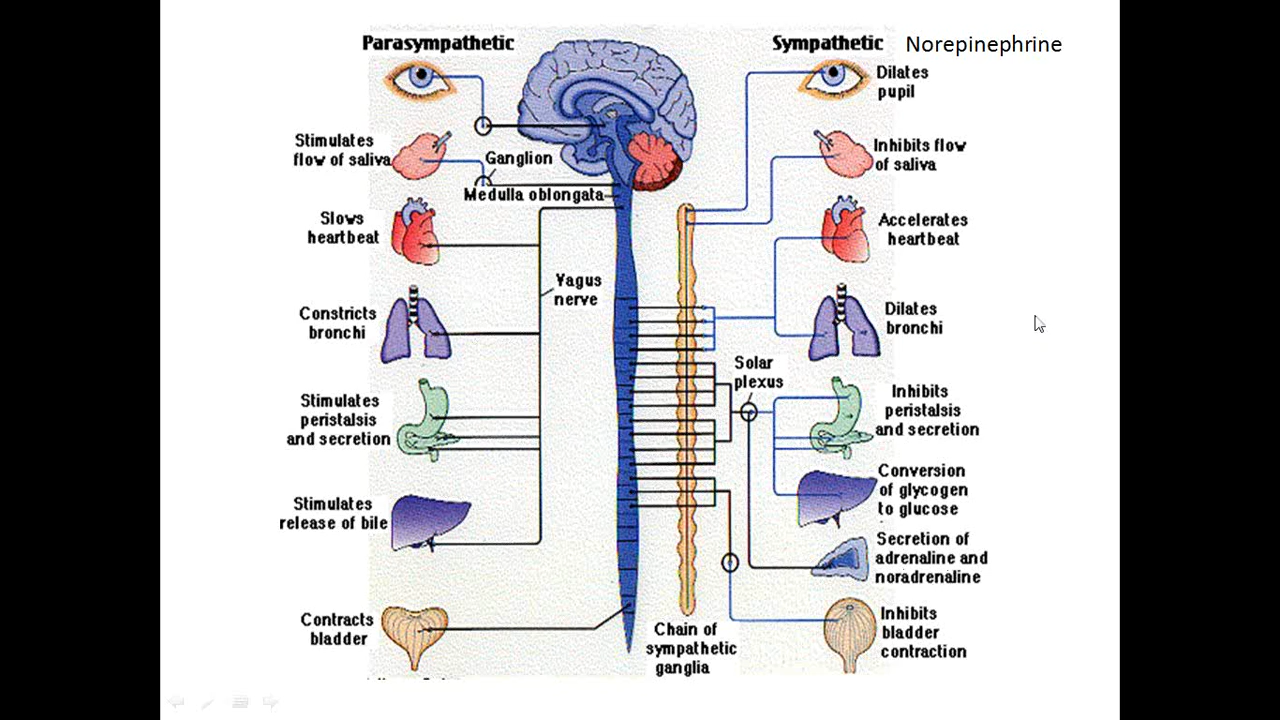 Parasympathetic
Sympathetic
Norepinephrine
Stimulates
flow of saliva
Slows
heartbeat
Constricts
bronchi
Stimulates
peristalsis
and secretion
Stimulates
release of bile
Contracts
bladder
Ganglion
Medulla oblongata
Vagus
nerve
Solar
plexus
Chain of
sympathetic
ganglia
Dilates
pupil
Inhibits flow
of saliva
Accelerates
heartbeat
Dilates
bronchi
Inhibits
peristalsis
and secretion
Conversion
of glycogen
to glucose
Secretion of
adrenaline and
noradrenaline
Inhibits
bladder
contraction